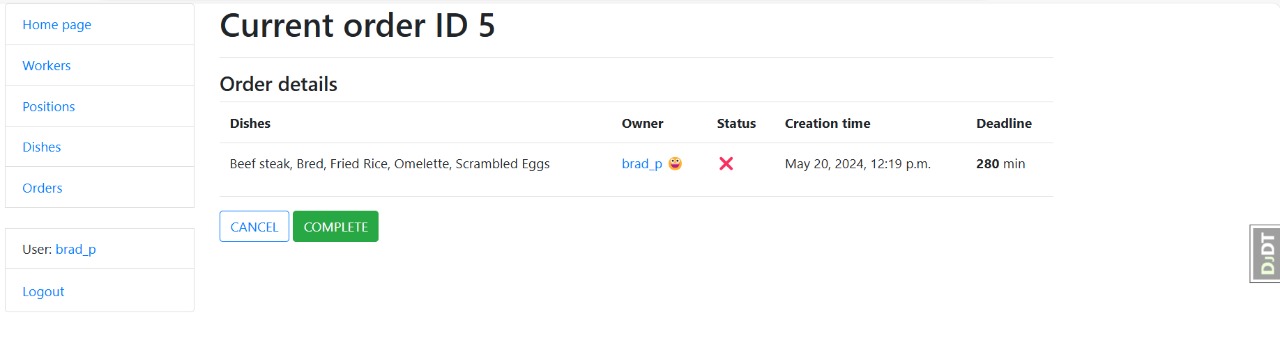 Home page
Workers
Positions
Dishes
Orders
User: brad_p
Logout
Current order ID 5
Order details
Dishes Owner Status Creation time Deadline
Beef steak, Bred, Fried Rice, Omelette, Scrambled Eggs brad_p 😀 ❌ May 20, 2024, 12:19 p.m. 280 min
CANCEL COMPLETE
DJDT